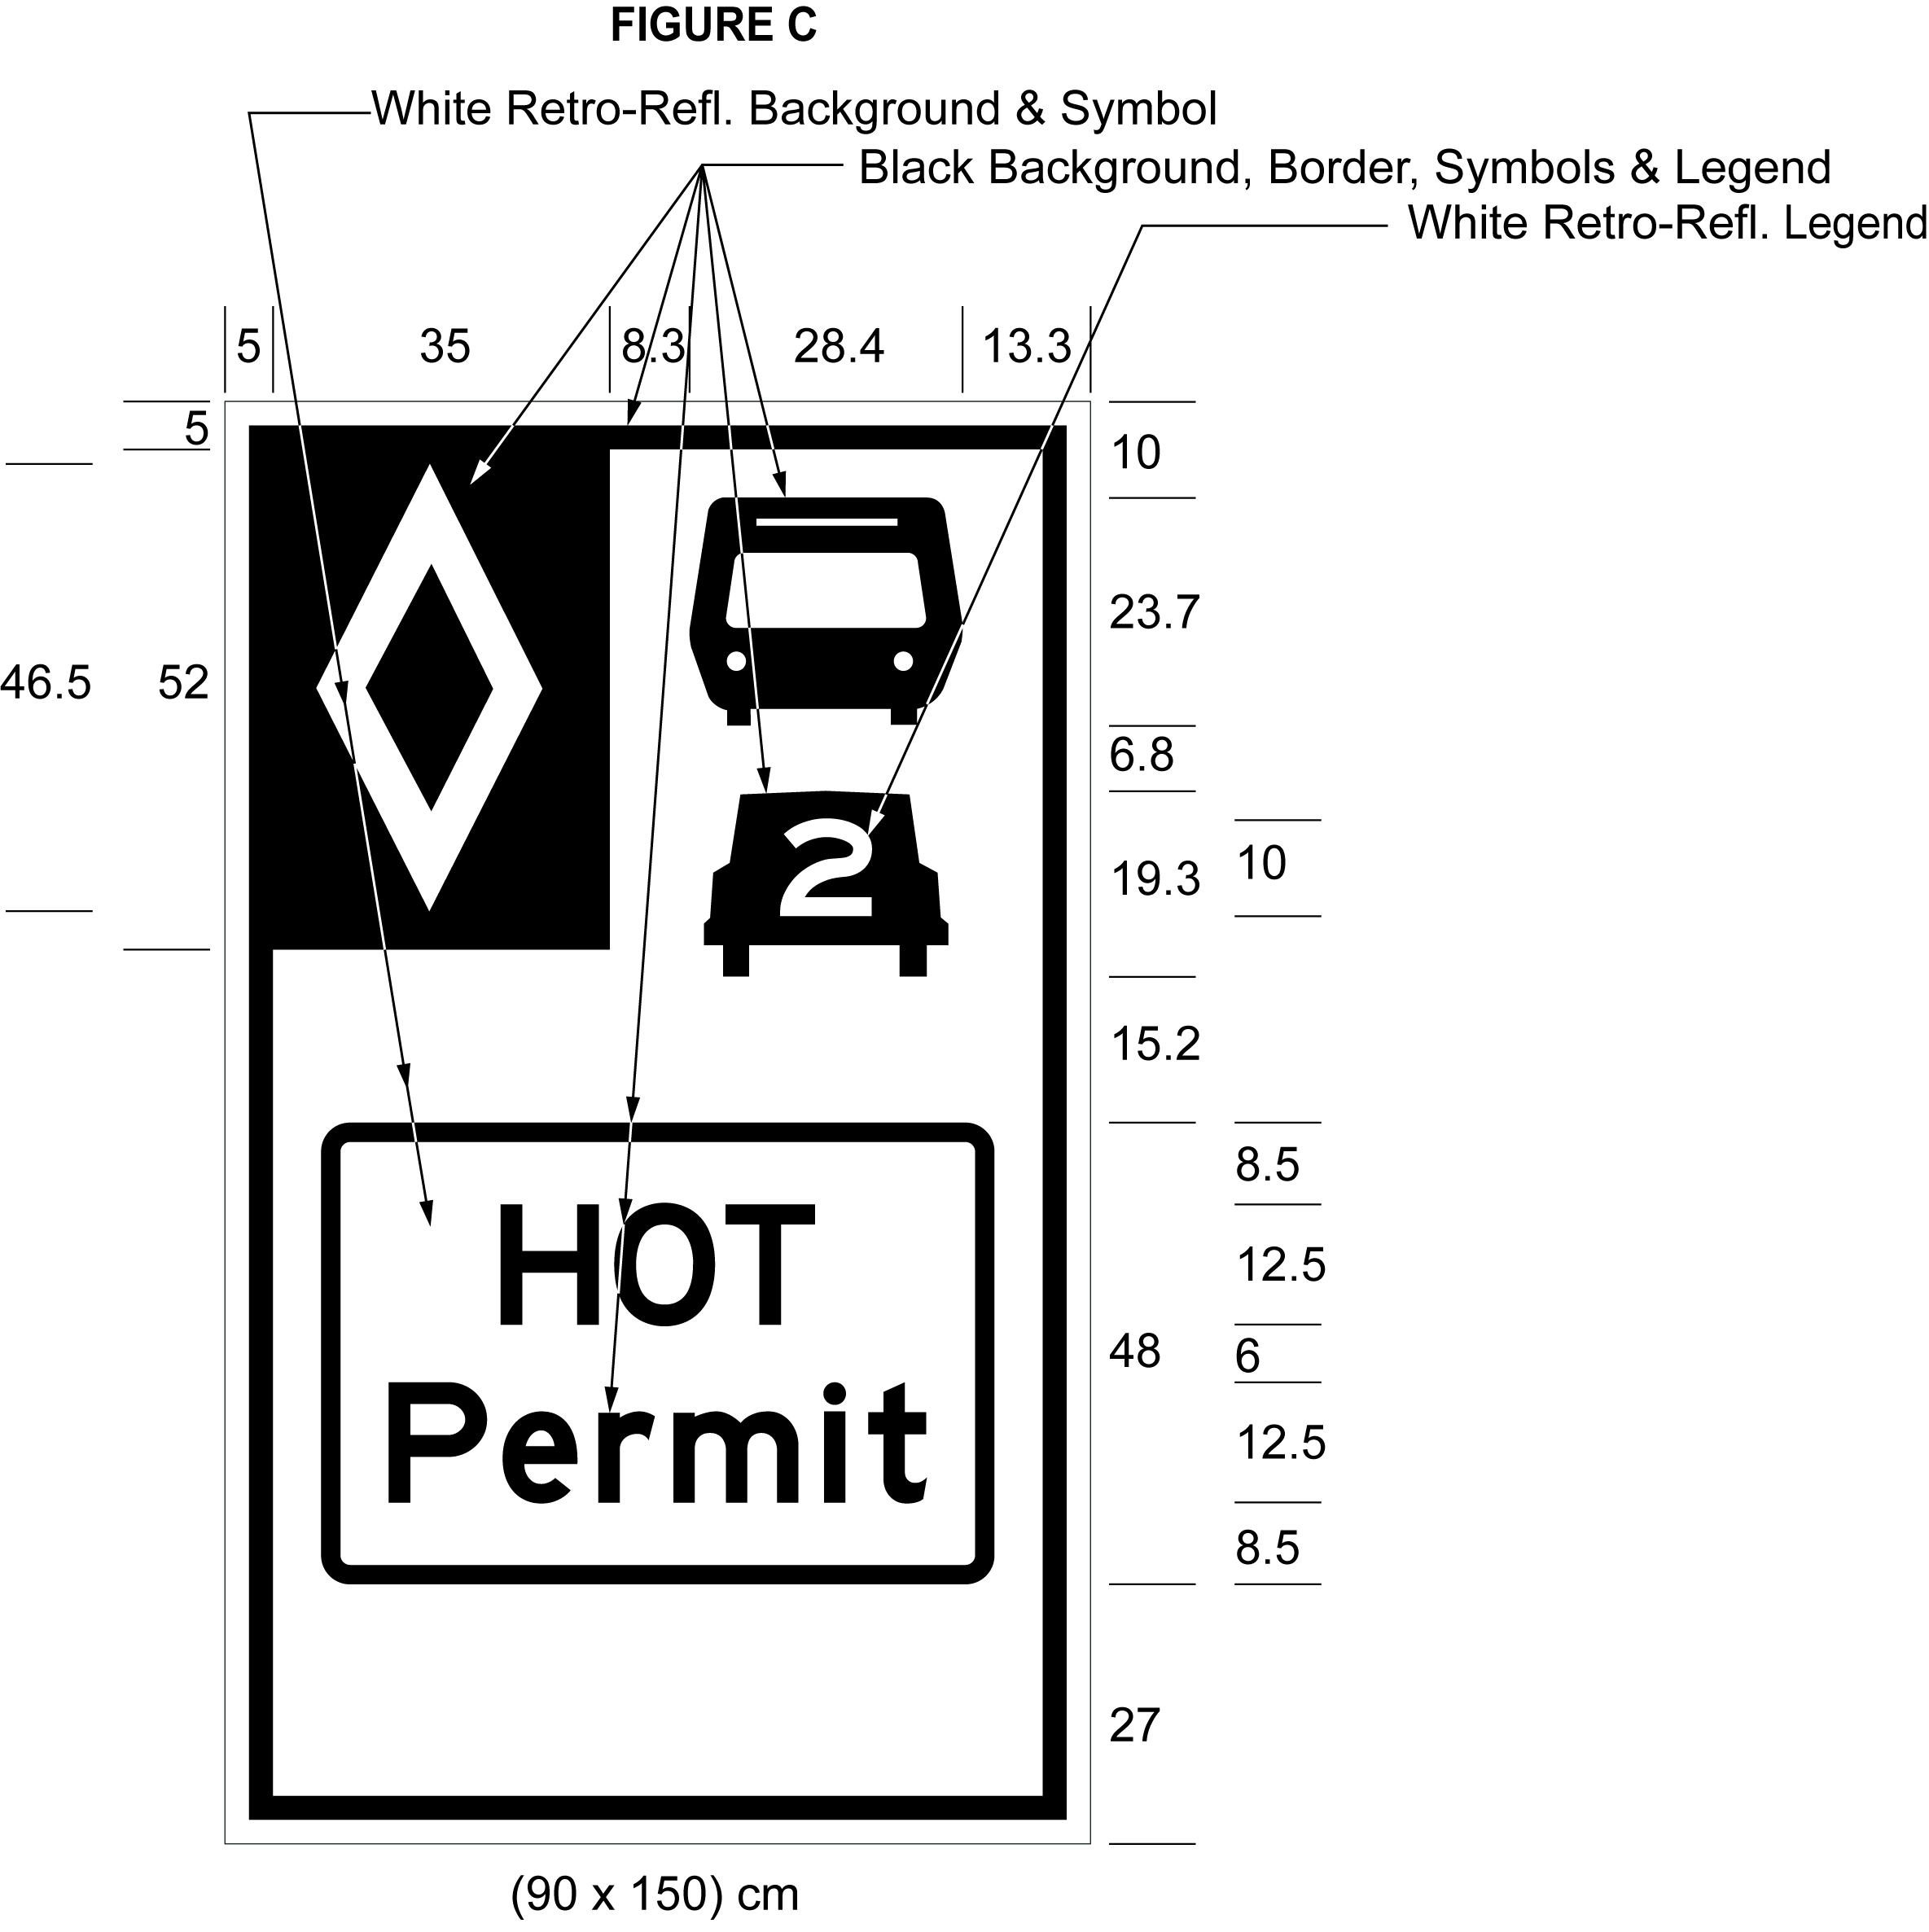 FIGURE C
White Retro-Refl. Background & Symbol
Black Background, Border, Symbols & Legend
White Retro-Refl. Legend
5 35 8.3 28.4 13.3
5
10
46.5 52
23.7
6.8
2
19.3 10
15.2
8.5
HOT
12.5
48 6
Permit
12.5
8.5
27
(90 x 150) cm